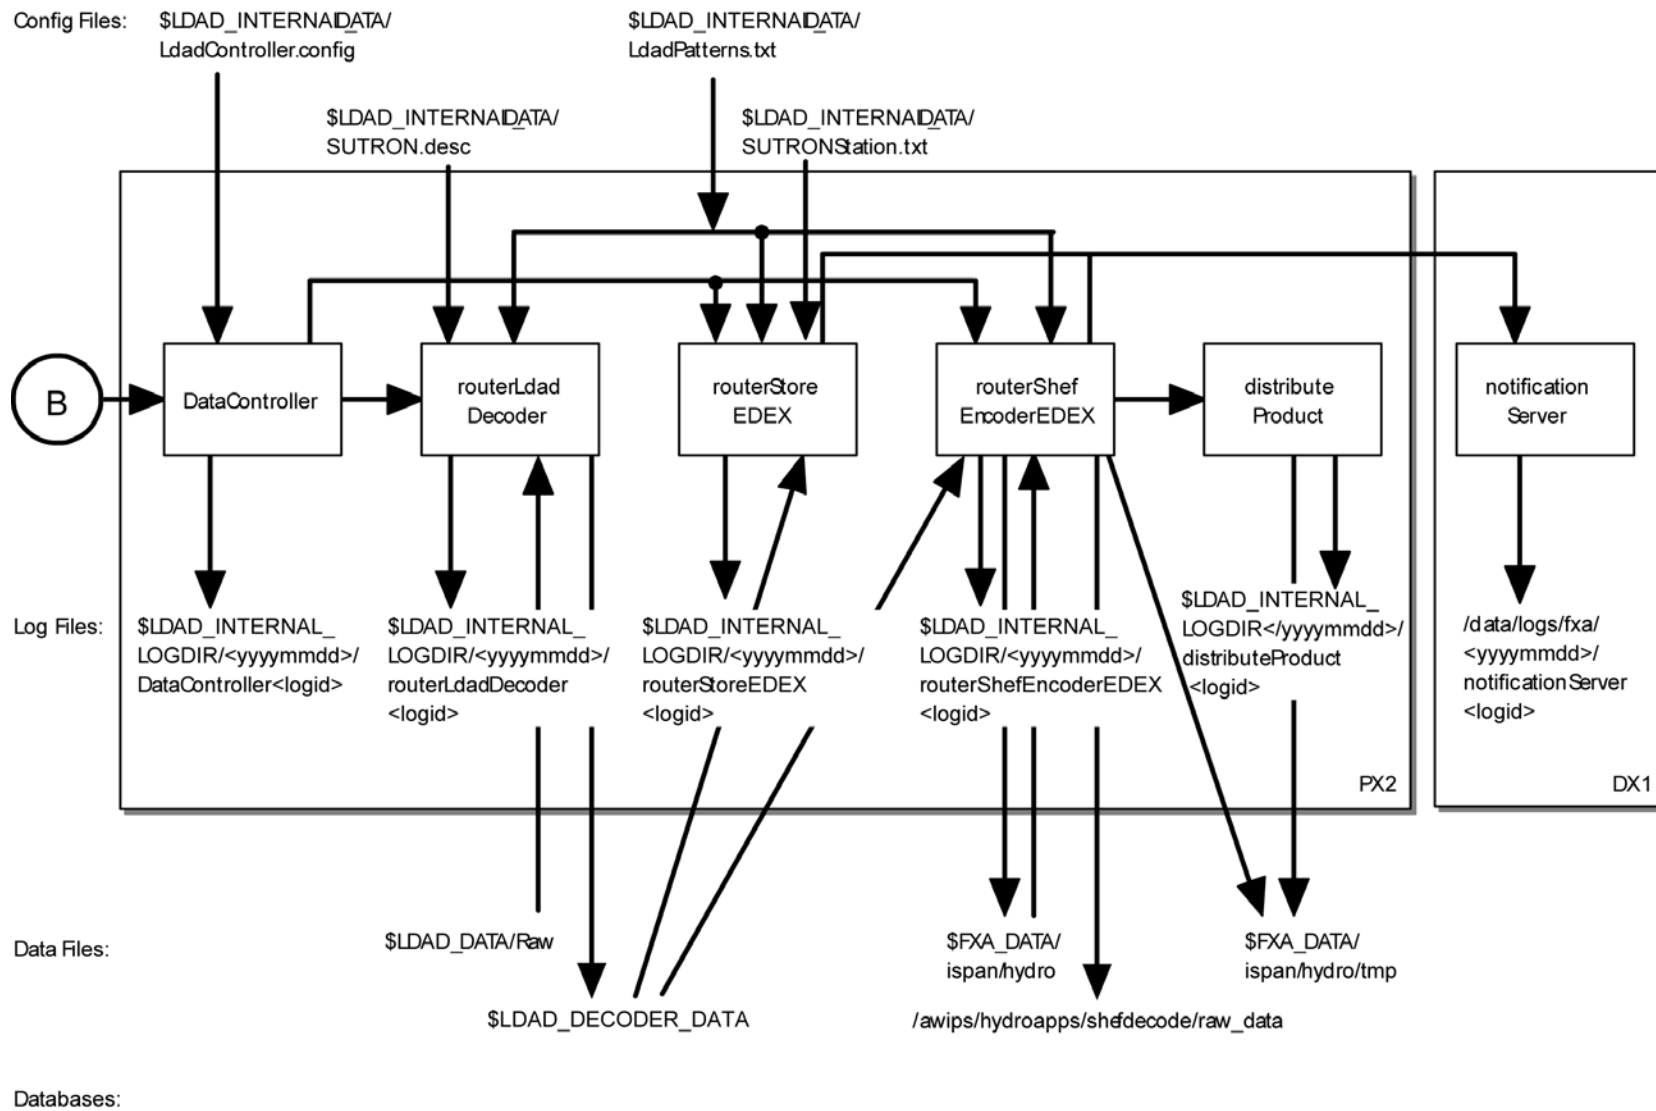 Config Files:
$LDAD_INTERNALDATA/
LdadController.config
$LDAD_INTERNALDATA/
LdadPatterns.txt
$LDAD_INTERNALDATA/
SUTRON.desc
$LDAD_INTERNALDATA/
SUTRONStation.txt
B
DataController
routerLdad
Decoder
routerStore
EDEX
routerShef
EncoderEDEX
distribute
Product
notification
Server
Log Files:
$LDAD_INTERNAL_
LOGDIR/<yyyymmdd>/
DataController<logid>
$LDAD_INTERNAL_
LOGDIR/<yyyymmdd>/
routerLdadDecoder
<logid>
$LDAD_INTERNAL_
LOGDIR/<yyyymmdd>/
routerStoreEDEX
<logid>
$LDAD_INTERNAL_
LOGDIR/<yyyymmdd>/
routerShefEncoderEDEX
<logid>
$LDAD_INTERNAL_
LOGDIR</yyyymmdd>/
distributeProduct
<logid>
/data/logs/fxa/
<yyyymmdd>/
notificationServer
<logid>
PX2
DX1
Data Files:
$LDAD_DATA/Raw
$LDAD_DECODER_DATA
$FXA_DATA/
ispan/hydro
$FXA_DATA/
ispan/hydro/tmp
/awips/hydroapps/shefdecode/raw_data
Databases: